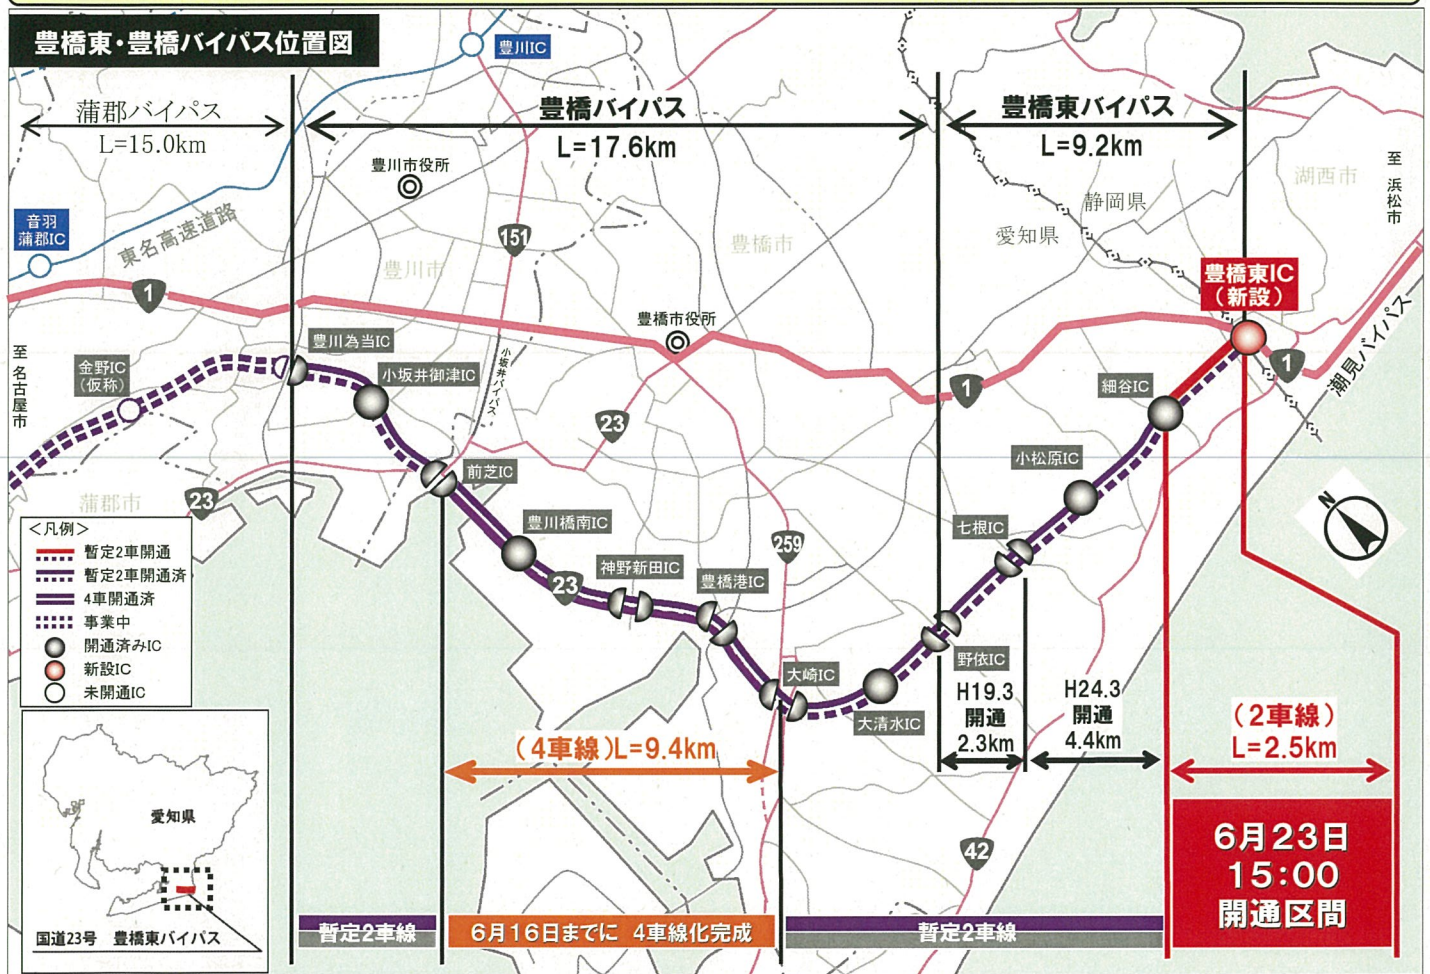 豊橋東・豊橋バイパス位置図
豊川IC
蒲郡バイパス
L=15.0km
豊橋バイパス
L=17.6km
豊橋東バイパス
L=9.2km
至 浜松市
湖西市
静岡県
愛知県
豊川市役所
音羽
蒲郡IC
東名高速道路
151
豊川市
豊橋市
豊橋東IC
(新設)
1
豊橋市役所
潮見バイパス
至 名古屋市
金野IC
(仮称)
豊川為当IC
小坂井御津IC
小坂井バイパス
1
1
細谷IC
23
小松原IC
前芝IC
蒲郡市
23
豊川橋南IC
七根IC
N
259
神野新田IC
23
豊橋港IC
<凡例>
暫定2車開通
暫定2車開通済
4車開通済
事業中
開通済みIC
新設IC
未開通IC
大崎IC
大清水IC
野依IC
H19.3
開通
2.3km
H24.3
開通
4.4km
(2車線)
L=2.5km
(4車線)L=9.4km
愛知県
国道23号 豊橋東バイパス
42
6月23日
15:00
開通区間
暫定2車線
6月16日までに 4車線化完成
暫定2車線